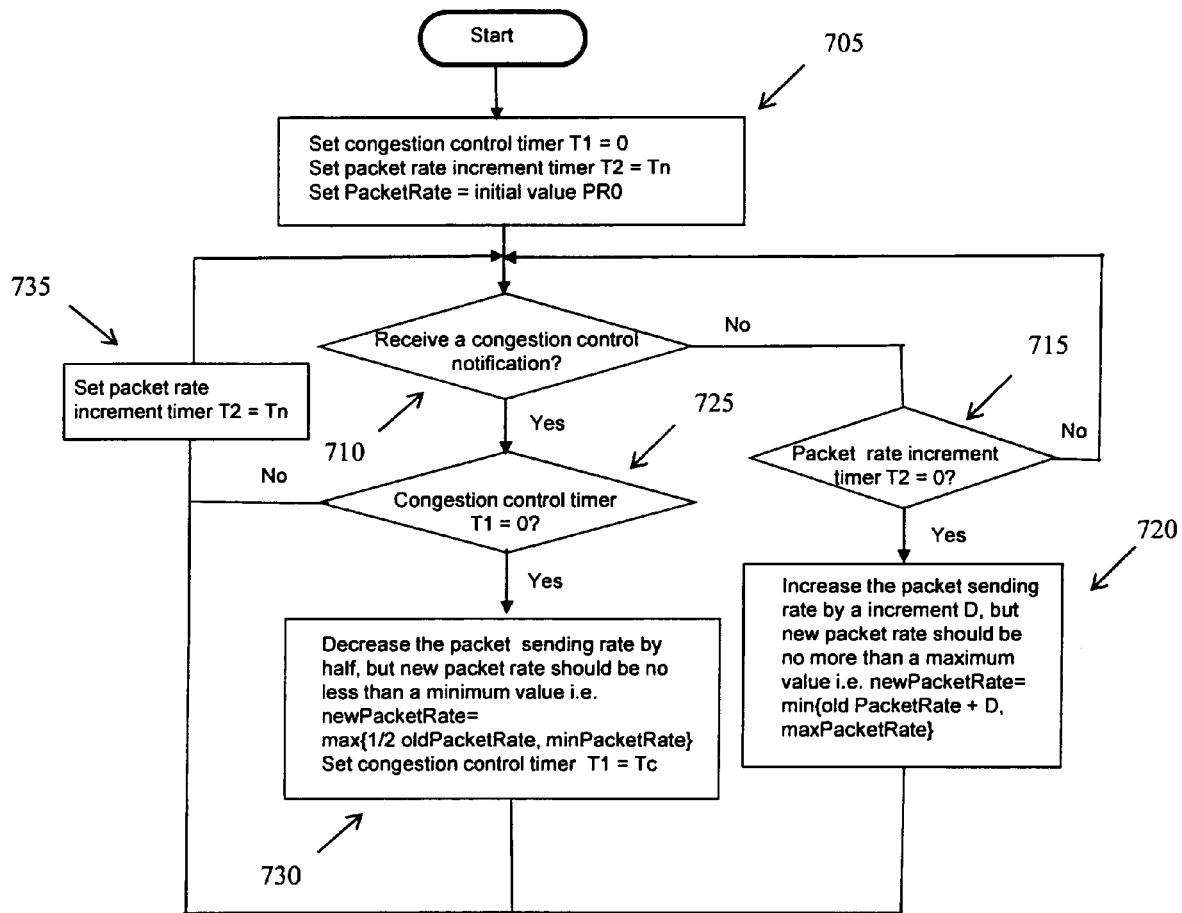 Start
705
Set congestion control timer T1 = 0
Set packet rate increment timer T2 = Tn
Set PacketRate = initial value PR0
735
Receive a congestion control
notification?
No
715
Set packet rate
increment timer T2 = Tn
710
Yes
725
Packet rate increment
timer T2 = 0?
No
No
Congestion control timer
T1 = 0?
Yes
720
Yes
Increase the packet sending
rate by a increment D, but
new packet rate should be
no more than a maximum
value i.e. newPacketRate=
min{old PacketRate + D,
maxPacketRate}
Decrease the packet sending rate by
half, but new packet rate should be no
less than a minimum value i.e.
newPacketRate=
max{1/2 oldPacketRate, minPacketRate}
Set congestion control timer T1 = Tc
730